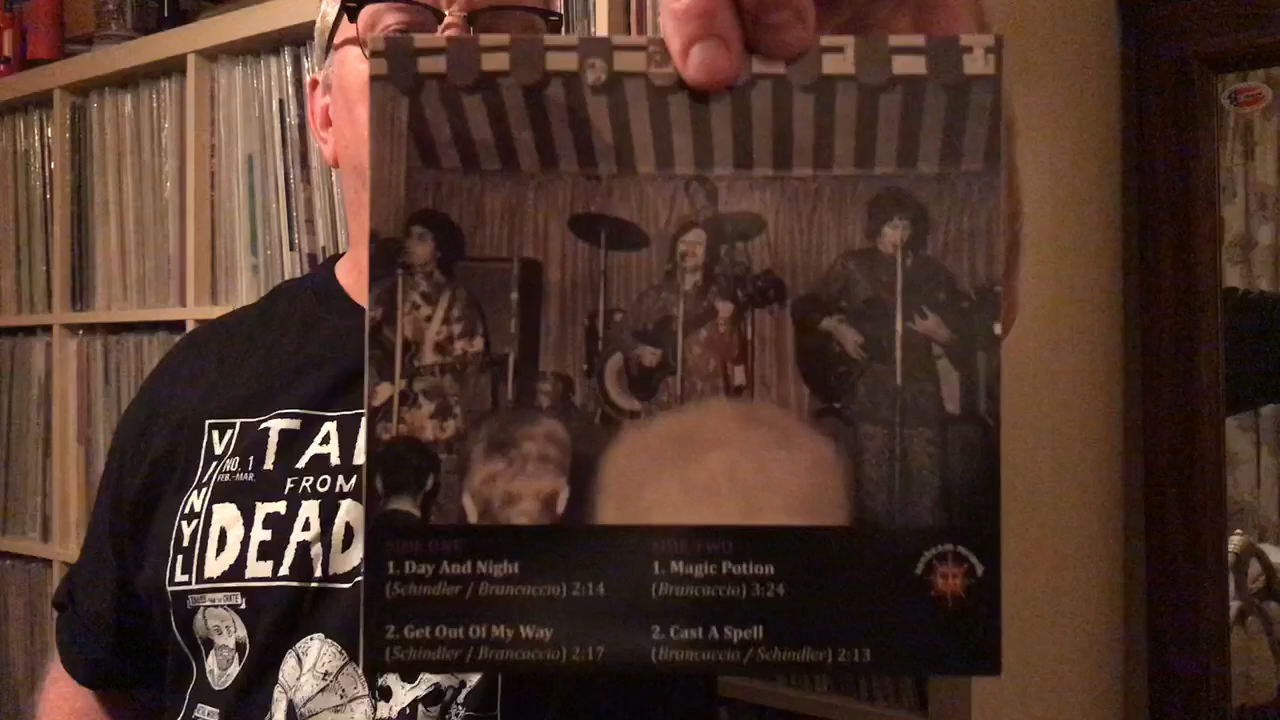 VINYL
NO. 1
FEB.-MAR.
TAL
FROM
DEAD
SIDE ONE
1. Day And Night
(Schindler / Brancaccio) 2:14
2. Get Out Of My Way
(Schindler / Brancaccio) 2:17
SIDE TWO
1. Magic Potion
(Brancaccio) 3:24
2. Cast A Spell
(Brancaccio / Schindler) 2:13